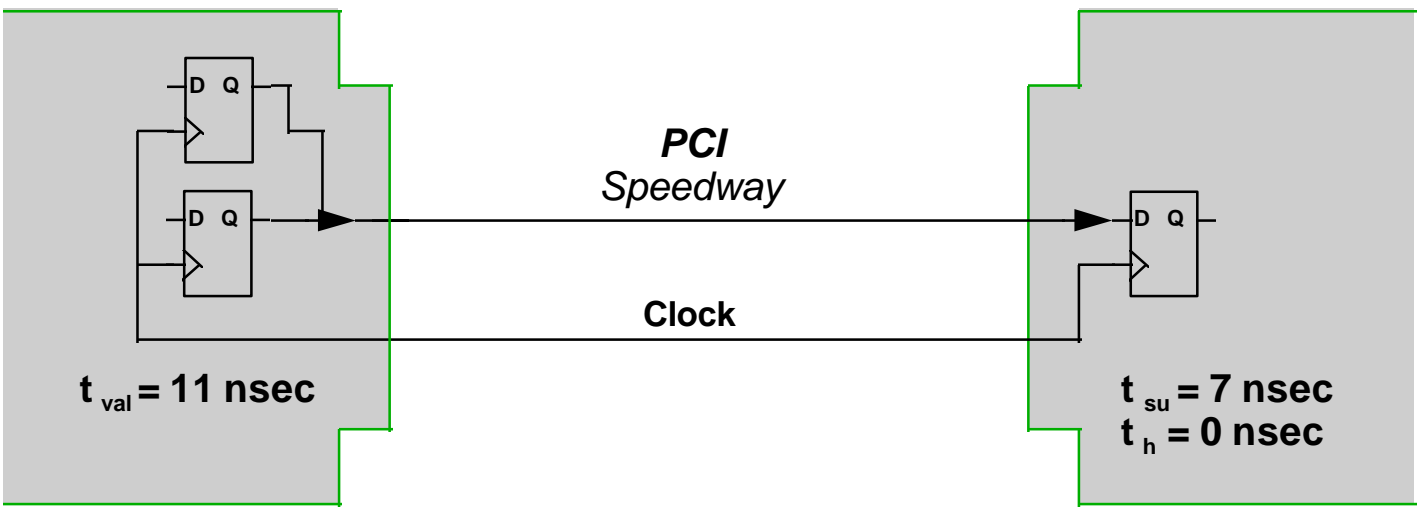 D Q
D Q
PCI
Speedway
D Q
Clock
t val = 11 nsec
t su = 7 nsec
t h = 0 nsec